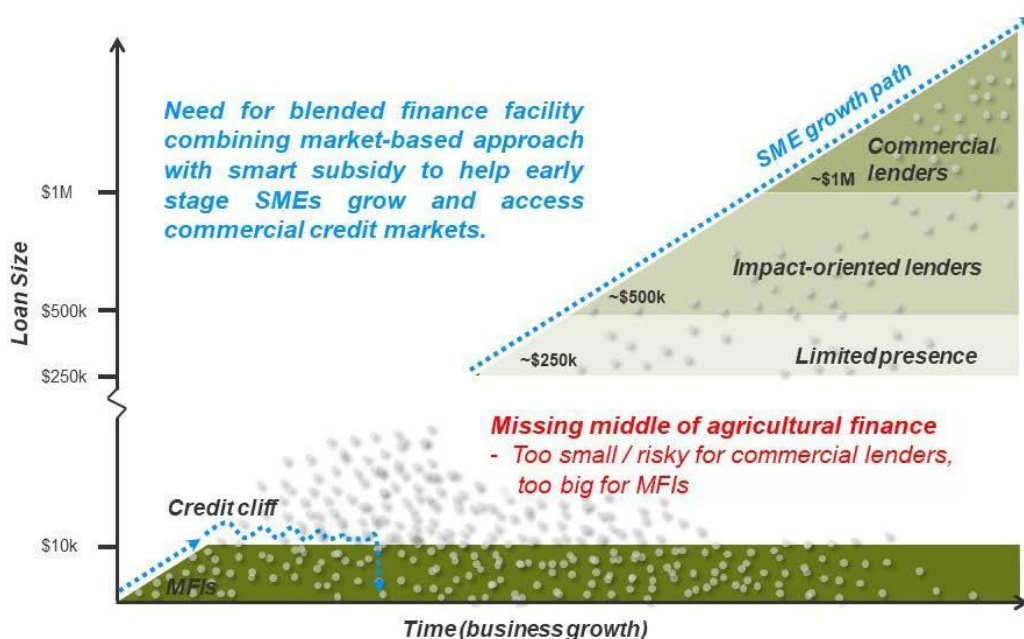 Need for blended finance facility
combining market-based approach
with smart subsidy to help early
stage SMEs grow and access
commercial credit markets.
SME growth path
Commercial
lenders
~$1M
$1M
Impact-oriented lenders
Loan Size
$500k
~$500k
~$250k
Limited presence
$250k
Missing middle of agricultural finance
- Too small / risky for commercial lenders,
too big for MFIs
Credit cliff
$10k
MFIs
Time (business growth)